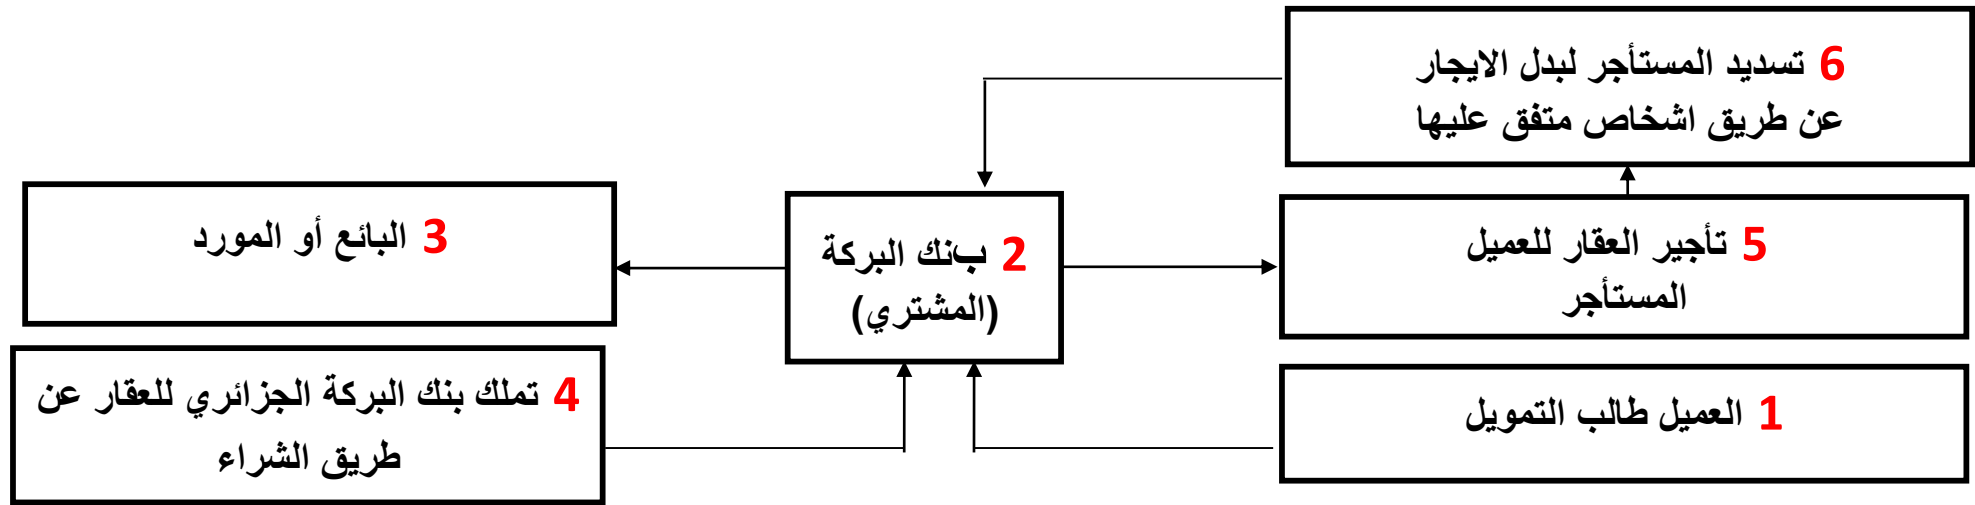 6 تسديد المستأجر لبدل الايجار
عن طريق اشخاص متفق عليها
3 البائع أو المورد
2 بنك البركة
(المشتري)
5 تأجير العقار للعميل
المستأجر
4 تملك بنك البركة الجزائري للعقار عن
طريق الشراء
1 العميل طالب التمويل